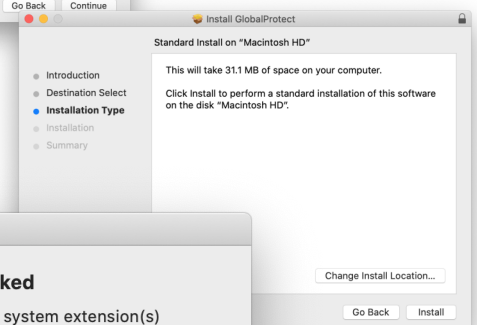 Go Back Continue
Install GlobalProtect
Standard Install on "Macintosh HD"
Introduction
Destination Select
Installation Type
Installation
Summary
This will take 31.1 MB of space on your computer.
Click Install to perform a standard installation of this software
on the disk "Macintosh HD".
Change Install Location...
Go Back Install
ked
system extension(s)